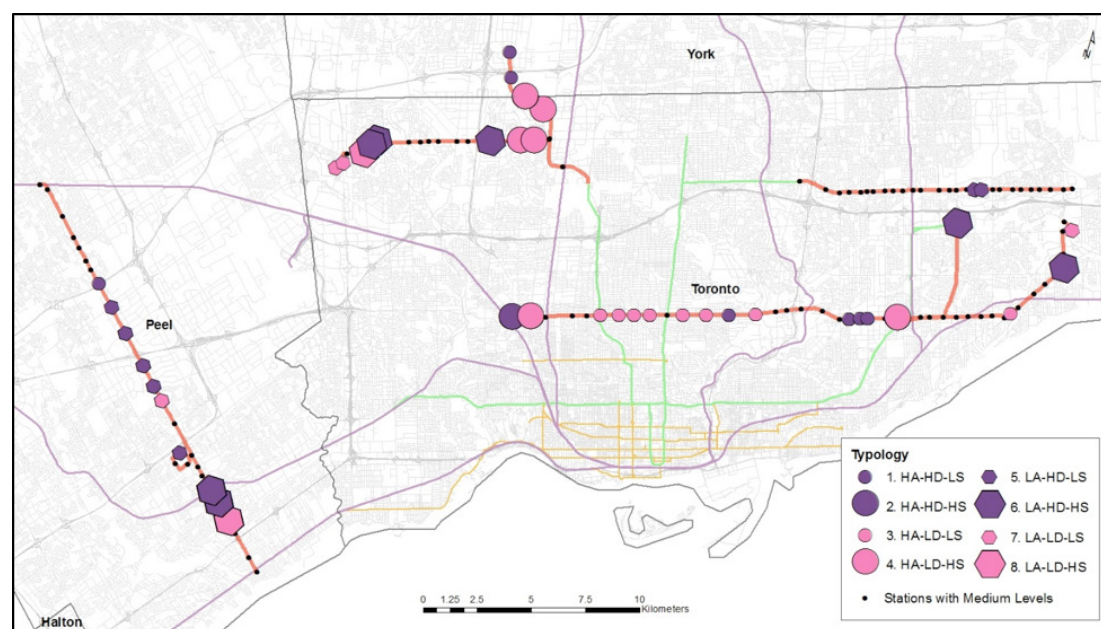 York
N
Toronto
Peel
Halton
0 1.25 2.5 5 7.5 10
Kilometers
Typology
1. HA-HD-LS
2. HA-HD-HS
3. HA-LD-LS
4. HA-LD-HS
5. LA-HD-LS
6. LA-HD-HS
7. LA-LD-LS
8. LA-LD-HS
Stations with Medium Levels